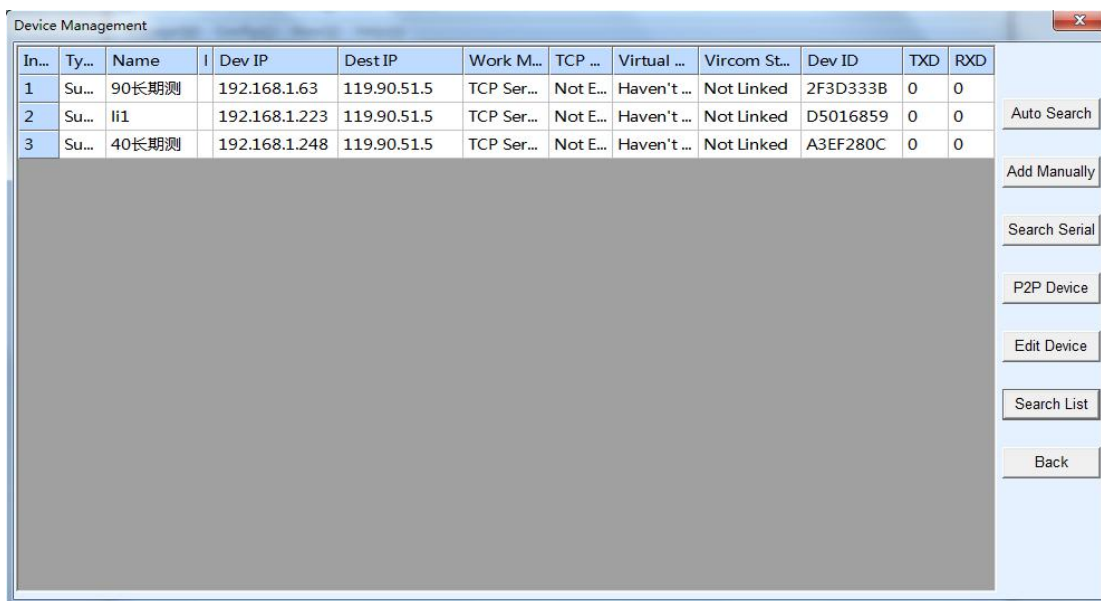 Device Management
In... Ty... Name I Dev IP Dest IP Work M... TCP ... Virtual ... Vircom St... Dev ID TXD RXD
1 Su... 90长期测 192.168.1.63 119.90.51.5 TCP Ser... Not E... Haven't ... Not Linked 2F3D333B 0 0
2 Su... li1 192.168.1.223 119.90.51.5 TCP Ser... Not E... Haven't ... Not Linked D5016859 0 0
3 Su... 40长期测 192.168.1.248 119.90.51.5 TCP Ser... Not E... Haven't ... Not Linked A3EF280C 0 0
Auto Search
Add Manually
Search Serial
P2P Device
Edit Device
Search List
Back